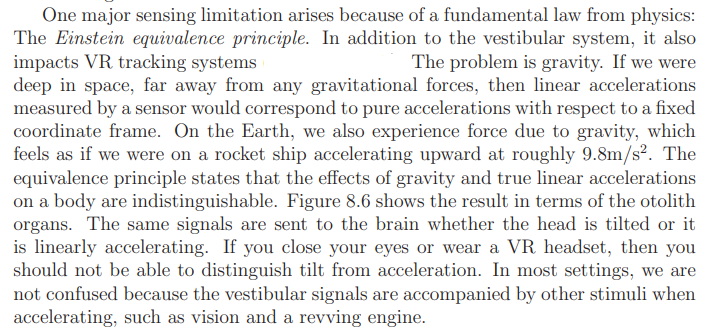 One major sensing limitation arises because of a fundamental law from physics:
The Einstein equivalence principle. In addition to the vestibular system, it also
impacts VR tracking systems The problem is gravity. If we were
deep in space, far away from any gravitational forces, then linear accelerations
measured by a sensor would correspond to pure accelerations with respect to a fixed
coordinate frame. On the Earth, we also experience force due to gravity, which
feels as if we were on a rocket ship accelerating upward at roughly 9.8m/s². The
equivalence principle states that the effects of gravity and true linear accelerations
on a body are indistinguishable. Figure 8.6 shows the result in terms of the otolith
organs. The same signals are sent to the brain whether the head is tilted or it
is linearly accelerating. If you close your eyes or wear a VR headset, then you
should not be able to distinguish tilt from acceleration. In most settings, we are
not confused because the vestibular signals are accompanied by other stimuli when
accelerating, such as vision and a revving engine.